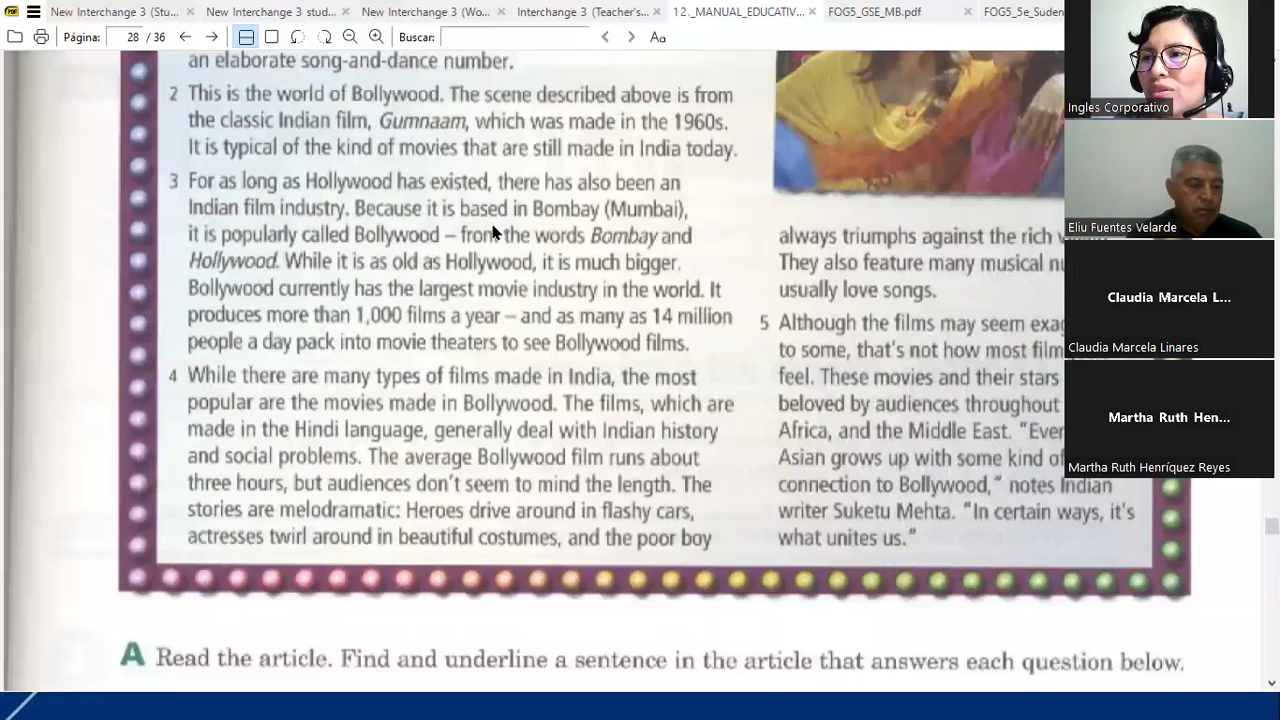 New Interchange 3 (Stu...
New Interchange 3 stud...
New Interchange 3 (Wo...
Interchange 3 (Teacher's...
12._MANUAL_EDUCATIV...
FOG5_GSE_MB.pdf
FOG5_5e_Suden
Página: 28 / 36
Buscar:
an elaborate song-and-dance number.
2 This is the world of Bollywood. The scene described above is from
the classic Indian film, Gumnaam, which was made in the 1960s.
It is typical of the kind of movies that are still made in India today.
3 For as long as Hollywood has existed, there has also been an
Indian film industry. Because it is based in Bombay (Mumbai),
it is popularly called Bollywood – from the words Bombay and
Hollywood. While it is as old as Hollywood, it is much bigger.
Bollywood currently has the largest movie industry in the world. It
produces more than 1,000 films a year – and as many as 14 million
people a day pack into movie theaters to see Bollywood films.
4 While there are many types of films made in India, the most
popular are the movies made in Bollywood. The films, which are
made in the Hindi language, generally deal with Indian history
and social problems. The average Bollywood film runs about
three hours, but audiences don't seem to mind the length. The
stories are melodramatic: Heroes drive around in flashy cars,
actresses twirl around in beautiful costumes, and the poor boy
always triumphs against the rich
They also feature many musical
usually love songs.
5 Although the films may seem
to some, that's not how most
feel. These movies and their stars
beloved by audiences throughout
Africa, and the Middle East.
Asian grows up with some kind of
connection to Bollywood," notes Indian
writer Suketu Mehta. "In certain ways, it's
what unites us."
A Read the article. Find and underline a sentence in the article that answers each question below.
Ingles Corporativo
Eliu Fuentes Velarde
Claudia Marcela L...
Claudia Marcela Linares
Martha Ruth Hen...
Martha Ruth Henríquez Reyes